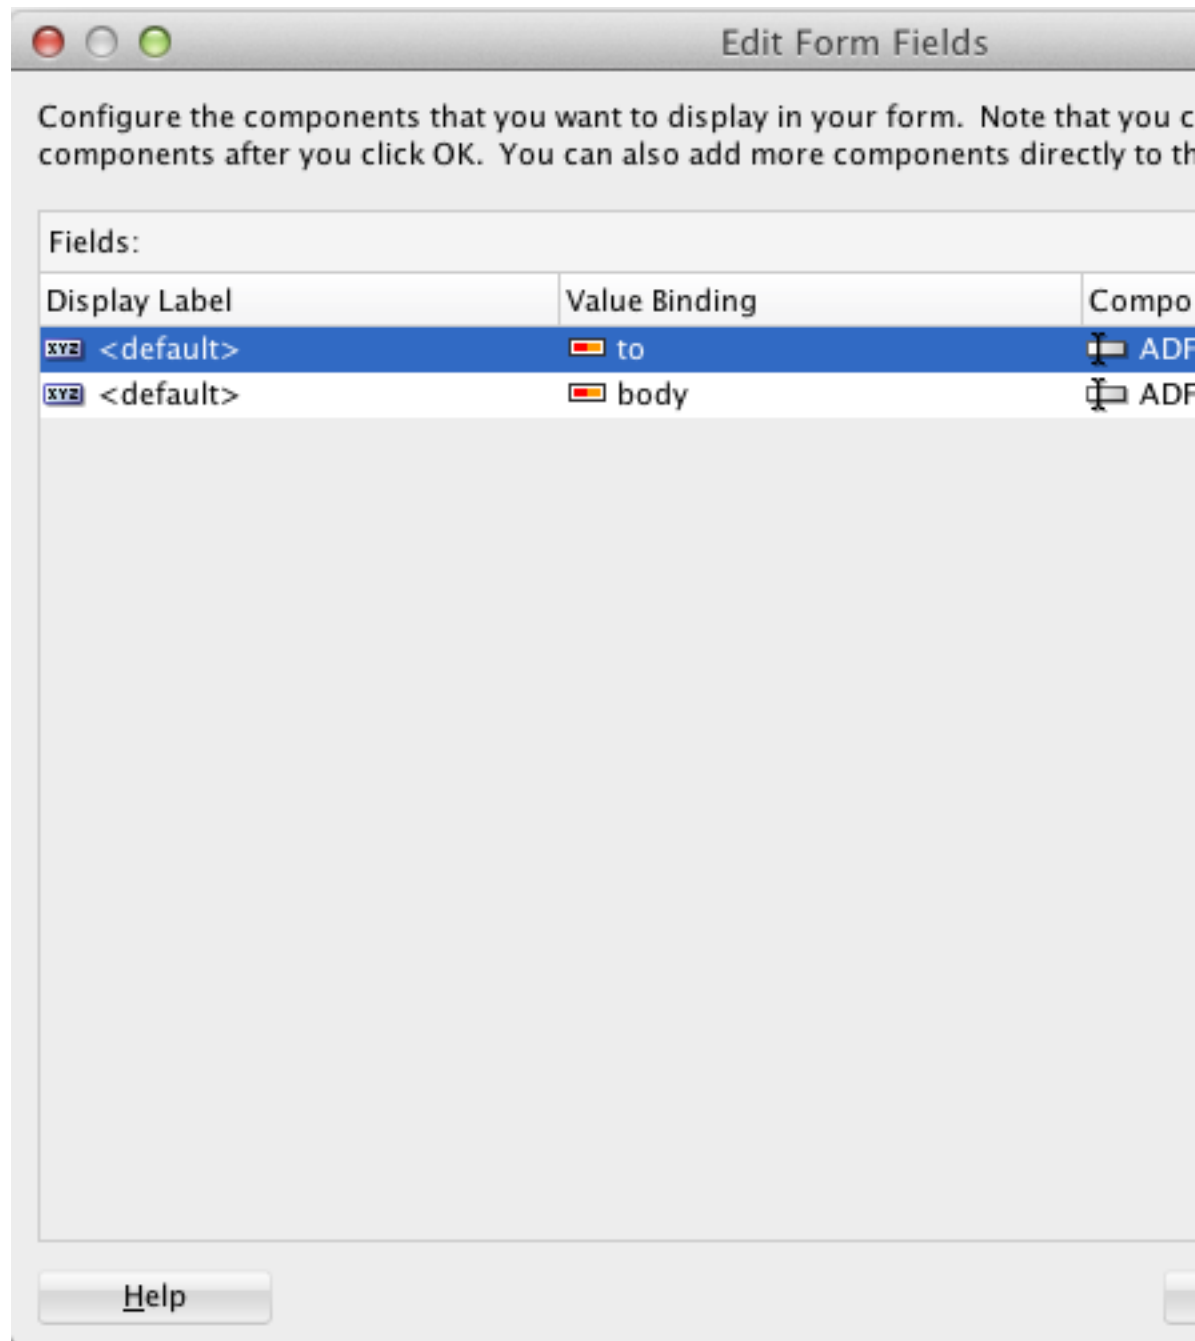 Edit Form Fields
Configure the components that you want to display in your form.  Note that you c
components after you click OK.  You can also add more components directly to th
Fields:
Display Label Value Binding Compo
XYZ <default> to ADF
XYZ <default> body ADF
Help